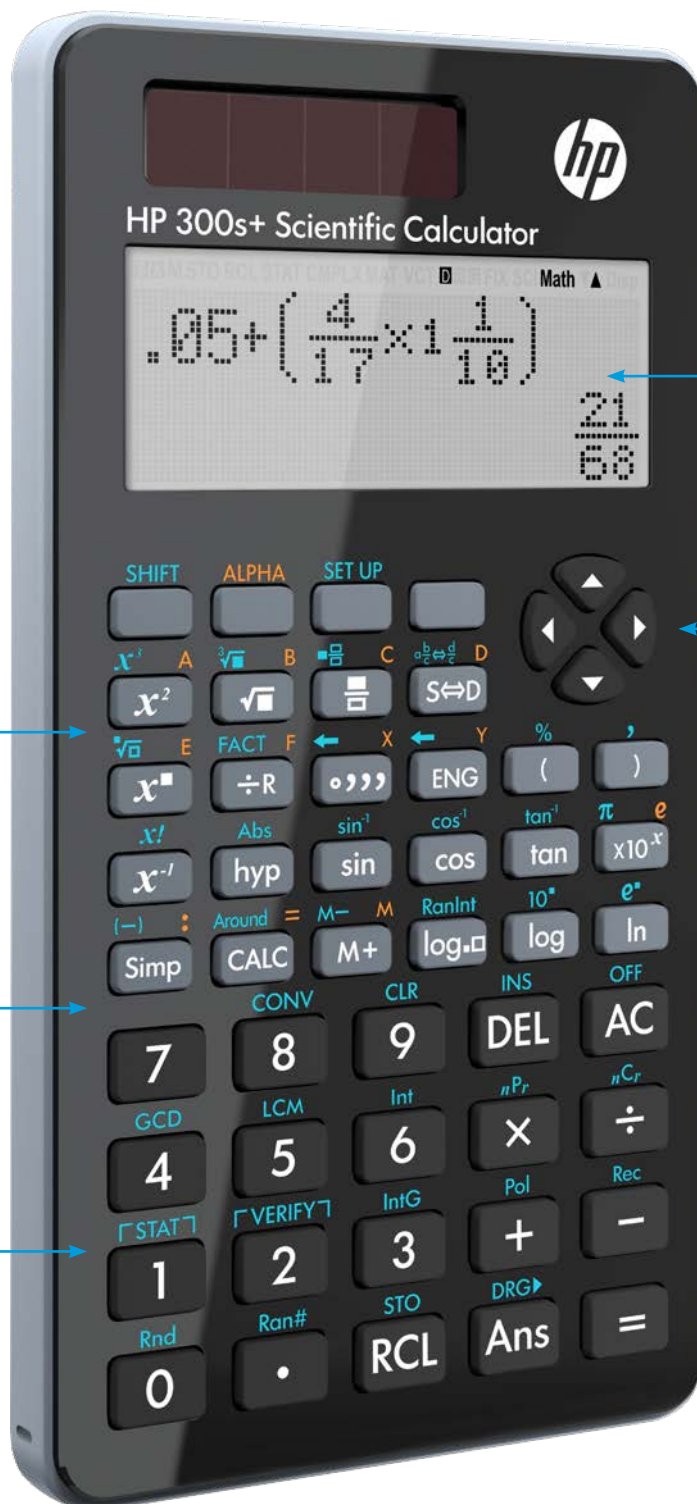 hp
HP 300s+ Scientific Calculator
D Math ▲
.05+(4/17×1 1/10)
21/68
SHIFT ALPHA SET UP
x³ A ³√■ B ■□/□ C a b/c⇔d/c D
x² √■ ■/□ S⇔D
■√□ E FACT F ← X ← Y % ,
x■ ÷R °,,, ENG ( )
x! Abs sin⁻¹ cos⁻¹ tan⁻¹ π e
x⁻¹ hyp sin cos tan ×10ˣ
(−) : Around = M− M RanInt 10■ e■
Simp CALC M+ log■□ log ln
CONV CLR INS OFF
7 8 9 DEL AC
GCD LCM Int nPr nCr
4 5 6 × ÷
STAT VERIFY IntG Pol Rec
1 2 3 + −
Rnd Ran# STO DRG▶
0 . RCL Ans =